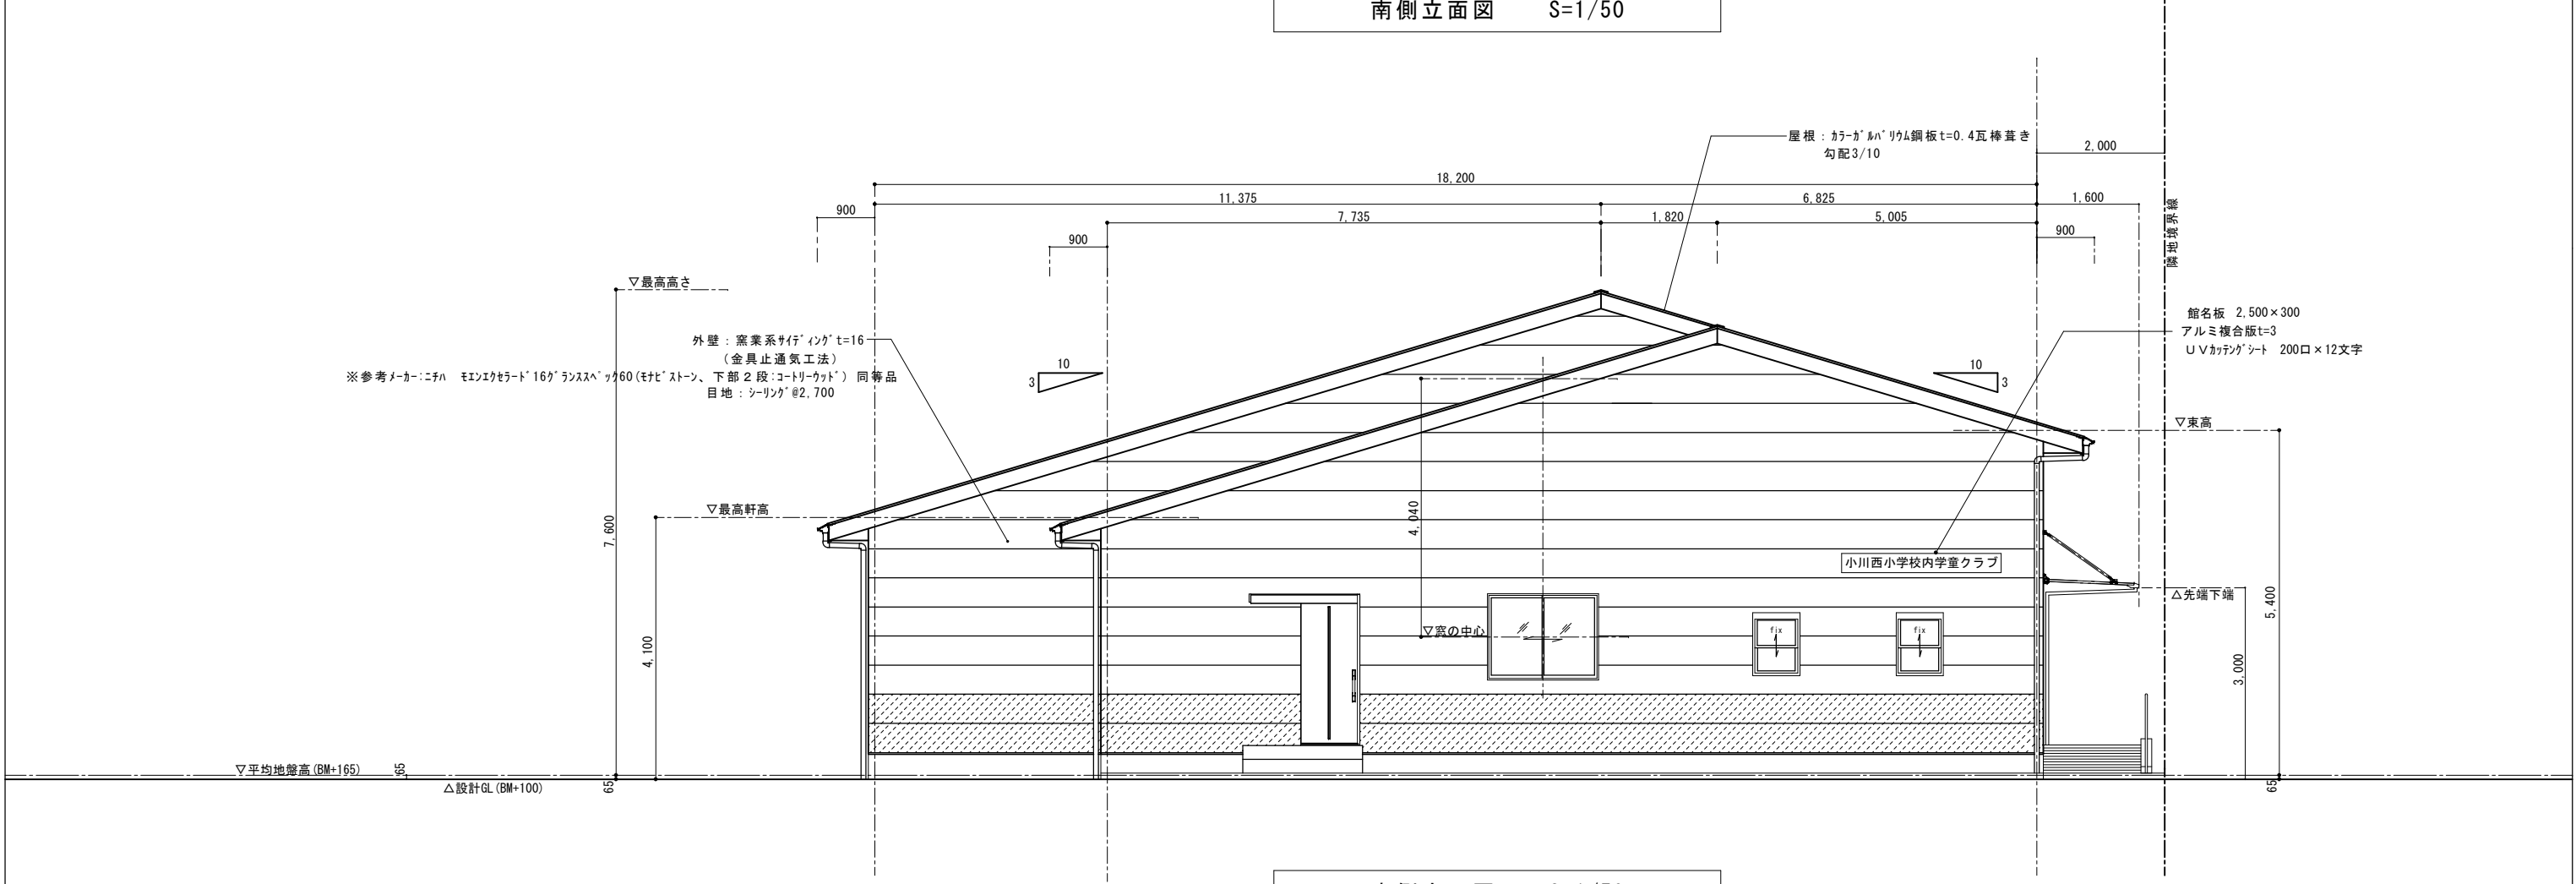 南側立面図 S=1/50
屋根：ｶﾗｰｶﾞﾙﾊﾞﾘｳﾑ鋼板t=0.4瓦棒葺き
勾配3/10
2,000
18,200
11,375
6,825
1,600
900
7,735
1,820
5,005
900
900
隣地境界線
▽最高高さ
館名板 2,500×300
アルミ複合版t=3
ＵＶｶｯﾃﾝｸﾞｼｰﾄ 200口×12文字
外壁：窯業系ｻｲﾃﾞｨﾝｸﾞt=16
（金具止通気工法）
※参考ﾒｰｶｰ:ﾆﾁﾊ ﾓｴﾝｴｸｾﾗｰﾄﾞ16ｸﾞﾗﾝｽｽﾍﾟｯｸ60(ﾓﾅﾋﾞｽﾄｰﾝ、下部２段:ｺｰﾄﾘｰｳｯﾄﾞ) 同等品
目地：ｼｰﾘﾝｸﾞ@2,700
10
3
10
3
▽東高
▽最高軒高
7,600
4,040
4,100
小川西小学校内学童クラブ
△先端下端
5,400
3,000
▽窓の中心
fix
fix
▽平均地盤高(BM+165)
65
△設計GL(BM+100)
65
65